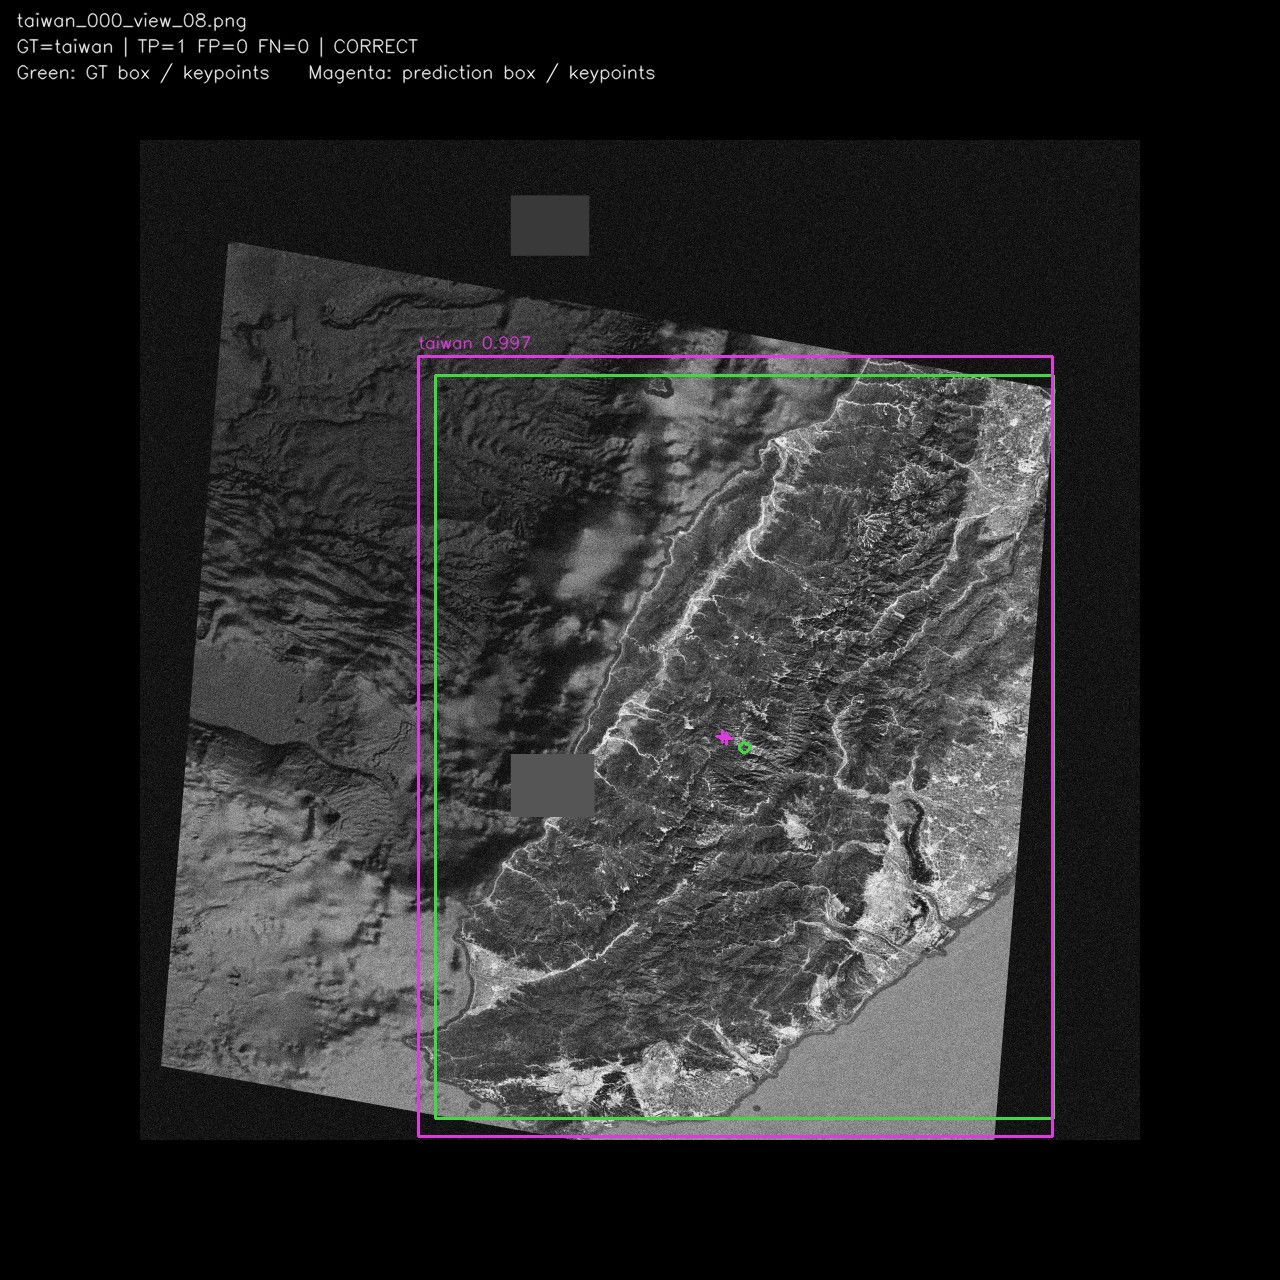 taiwan_000_view_08.png
GT=taiwan | TP=1 FP=0 FN=0 | CORRECT
Green: GT box / keypoints    Magenta: prediction box / keypoints
taiwan 0.997